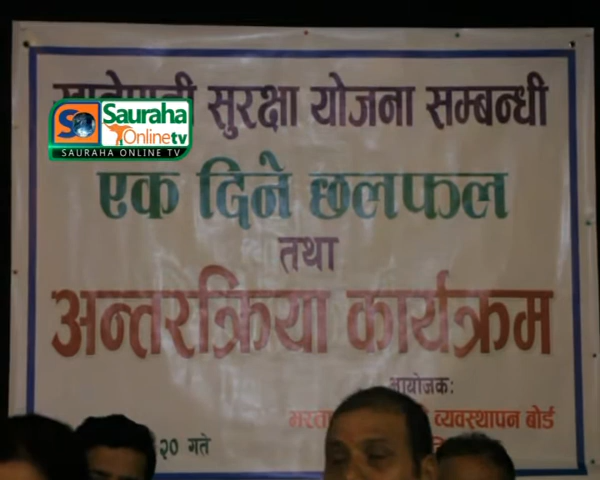 खानेपानी सुरक्षा योजना सम्बन्धी
SO Sauraha
Onlinetv
SAURAHA ONLINE TV
एक दिने छलफल
तथा
अन्तरक्रिया कार्यक्रम
आयोजक:
व्यवस्थापन बोर्ड
२० गते